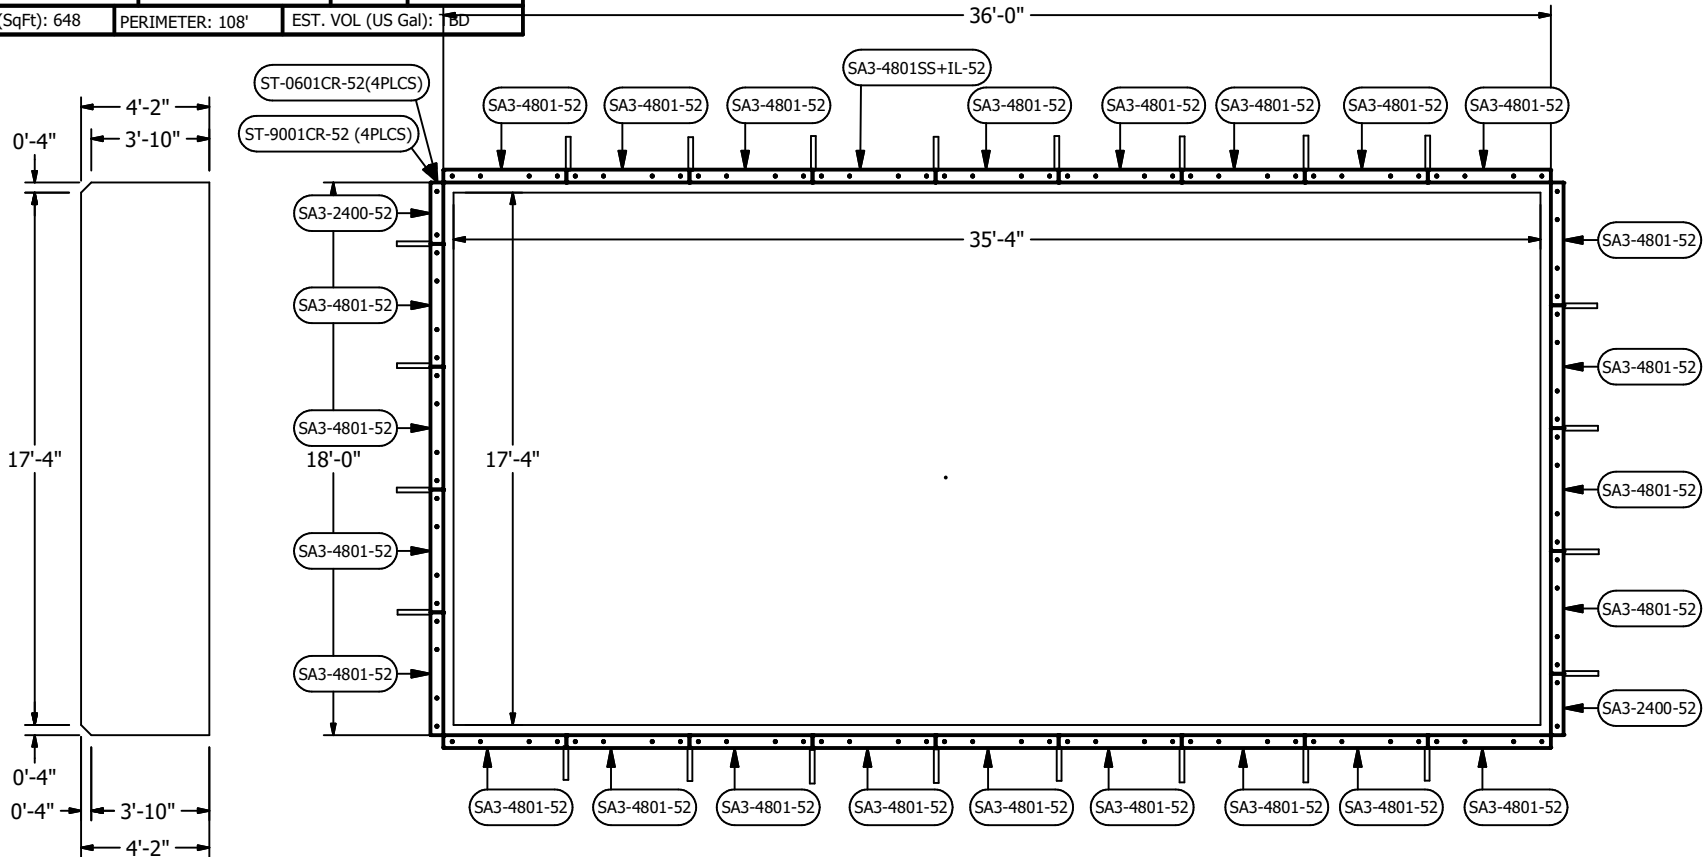 (SqFt): 648 PERIMETER: 108' EST. VOL (US Gal): TBD
36'-0"
ST-0601CR-52(4PLCS)
ST-9001CR-52 (4PLCS)
SA3-4801SS+IL-52
SA3-4801-52 SA3-4801-52 SA3-4801-52 SA3-4801-52 SA3-4801-52 SA3-4801-52 SA3-4801-52 SA3-4801-52
4'-2"
3'-10"
0'-4"
SA3-2400-52
SA3-4801-52
SA3-4801-52
SA3-4801-52
SA3-4801-52
35'-4"
17'-4"
18'-0"
17'-4"
SA3-4801-52
SA3-4801-52
SA3-4801-52
SA3-4801-52
SA3-2400-52
0'-4"
0'-4"
3'-10"
4'-2"
SA3-4801-52 SA3-4801-52 SA3-4801-52 SA3-4801-52 SA3-4801-52 SA3-4801-52 SA3-4801-52 SA3-4801-52 SA3-4801-52